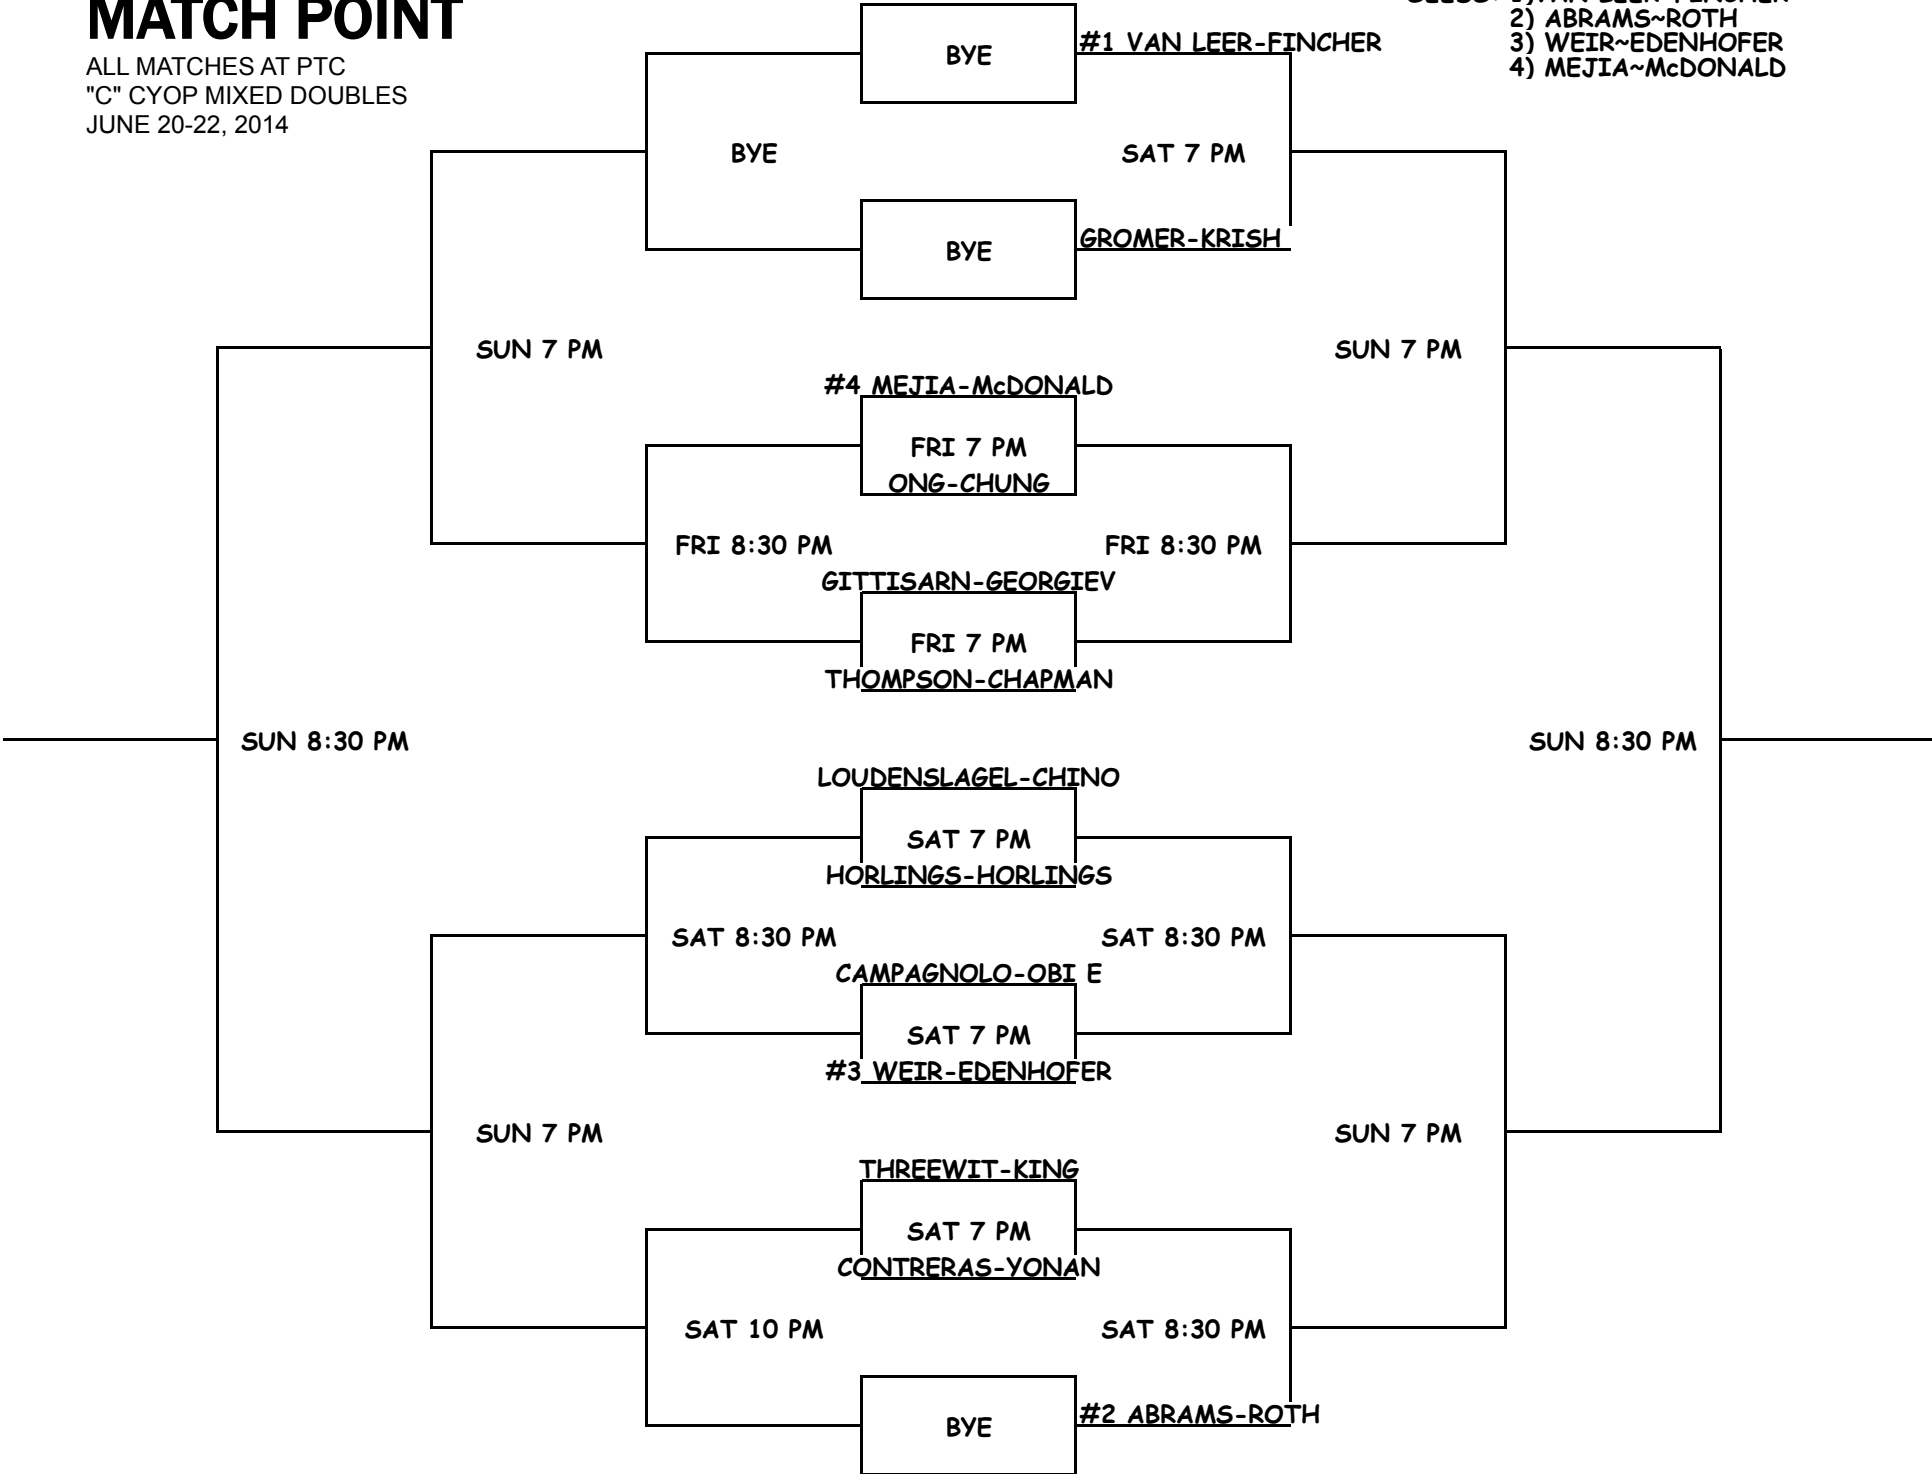 MATCH POINT
ALL MATCHES AT PTC
"C" CYOP MIXED DOUBLES
JUNE 20-22, 2014
2) ABRAMS~ROTH
3) WEIR~EDENHOFER
4) MEJIA~McDONALD
BYE
#1 VAN LEER-FINCHER
BYE
SAT 7 PM
BYE
GROMER-KRISH
SUN 7 PM
SUN 7 PM
#4 MEJIA-McDONALD
FRI 7 PM
ONG-CHUNG
FRI 8:30 PM
FRI 8:30 PM
GITTISARN-GEORGIEV
FRI 7 PM
THOMPSON-CHAPMAN
SUN 8:30 PM
SUN 8:30 PM
LOUDENSLAGEL-CHINO
SAT 7 PM
HORLINGS-HORLINGS
SAT 8:30 PM
SAT 8:30 PM
CAMPAGNOLO-OBI E
SAT 7 PM
#3 WEIR-EDENHOFER
SUN 7 PM
SUN 7 PM
THREEWIT-KING
SAT 7 PM
CONTRERAS-YONAN
SAT 10 PM
SAT 8:30 PM
BYE
#2 ABRAMS-ROTH